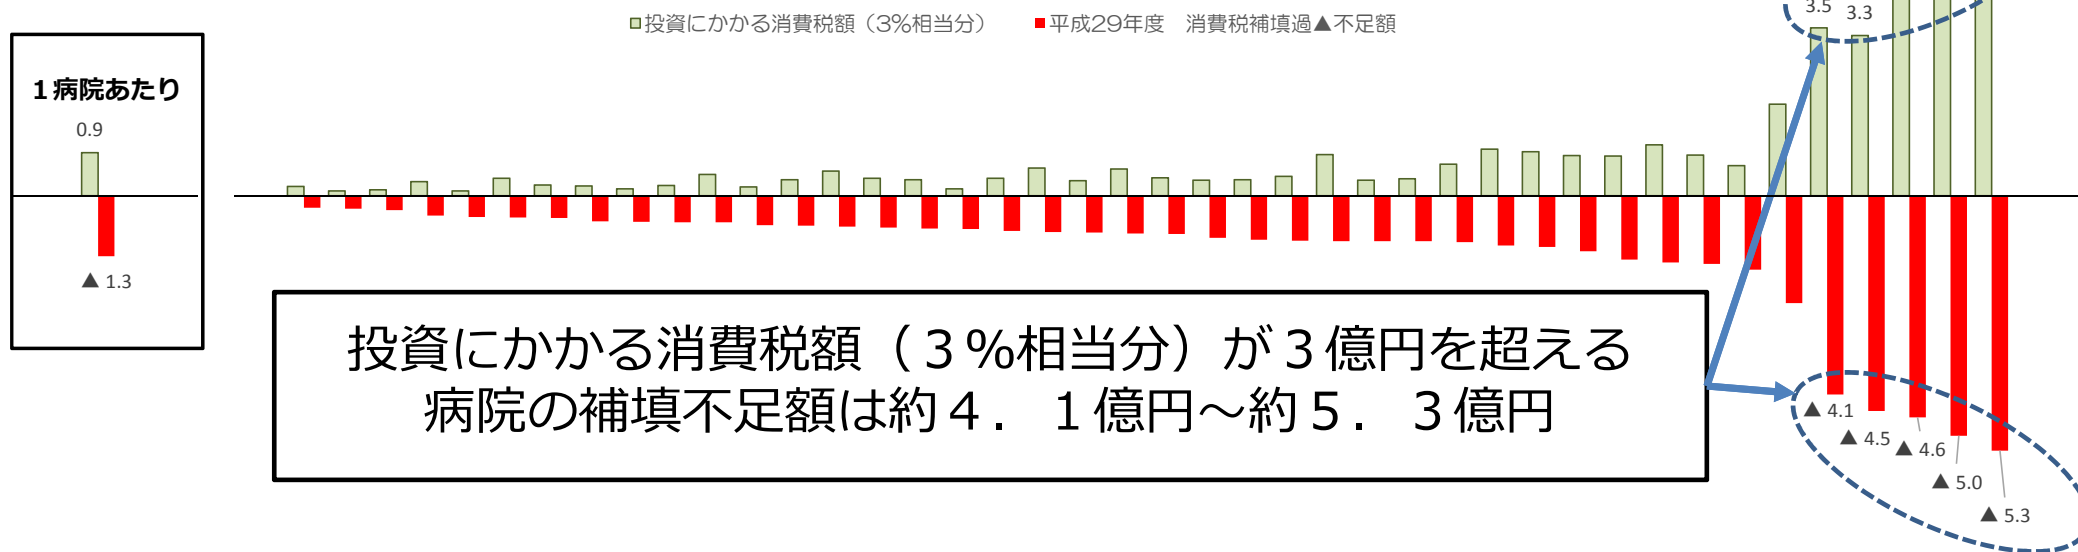 投資にかかる消費税額（3%相当分） 平成29年度　消費税補填過▲不足額
3.5 3.3
１病院あたり
0.9
▲ 1.3
投資にかかる消費税額（３%相当分）が３億円を超える
病院の補填不足額は約４．１億円～約５．３億円
▲ 4.1
▲ 4.5
▲ 4.6
▲ 5.0
▲ 5.3